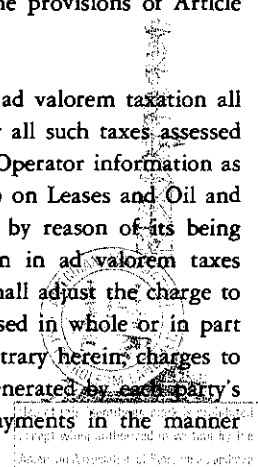 he provisions of Article
ad valorem taxation all
all such taxes assessed
Operator information as
on Leases and Oil and
by reason of its being
n in ad valorem taxes
hall adjust the charge to
sed in whole or in part
trary herein, charges to
enerated by each party's
yments in the manner